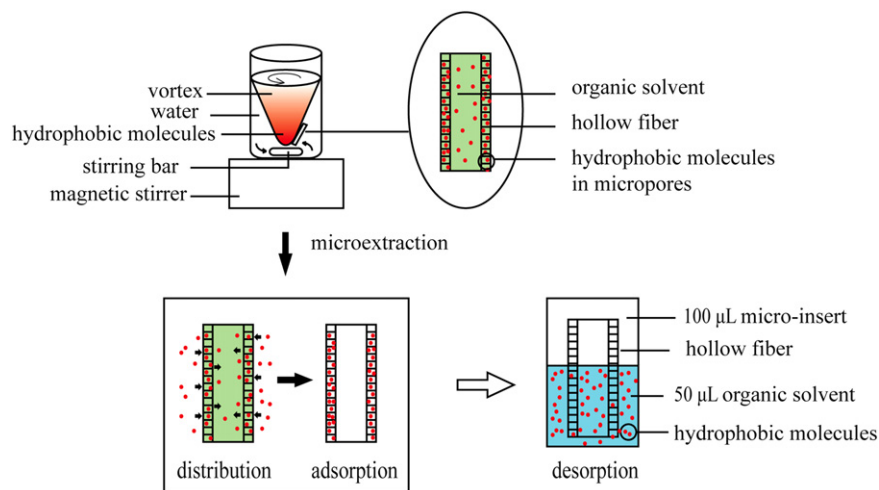 vortex
water
hydrophobic molecules
stirring bar
magnetic stirrer
organic solvent
hollow fiber
hydrophobic molecules
in micropores
microextraction
distribution
adsorption
100 μL micro-insert
hollow fiber
50 μL organic solvent
hydrophobic molecules
desorption